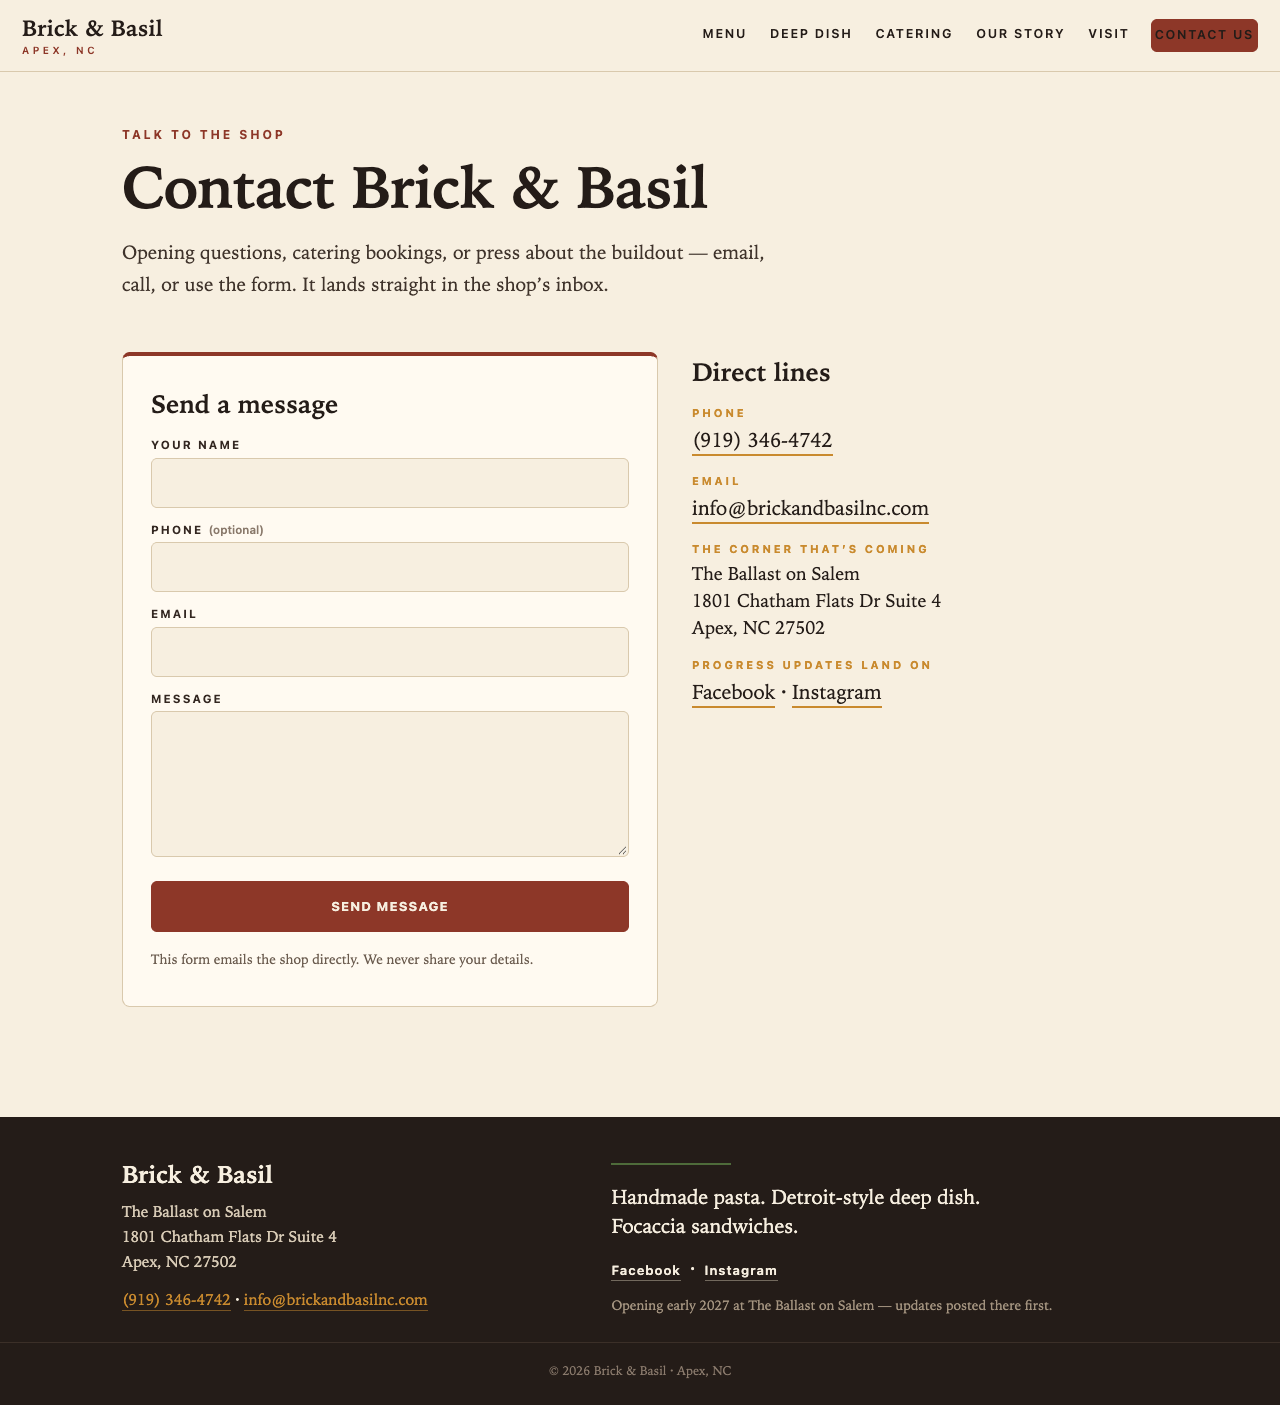 Brick & Basil
APEX, NC
MENU DEEP DISH CATERING OUR STORY VISIT CONTACT US
TALK TO THE SHOP
Contact Brick & Basil
Opening questions, catering bookings, or press about the buildout — email,
call, or use the form. It lands straight in the shop’s inbox.
Send a message
YOUR NAME
PHONE (optional)
EMAIL
MESSAGE
SEND MESSAGE
This form emails the shop directly. We never share your details.
Direct lines
PHONE
(919) 346-4742
EMAIL
info@brickandbasilnc.com
THE CORNER THAT’S COMING
The Ballast on Salem
1801 Chatham Flats Dr Suite 4
Apex, NC 27502
PROGRESS UPDATES LAND ON
Facebook · Instagram
Brick & Basil
The Ballast on Salem
1801 Chatham Flats Dr Suite 4
Apex, NC 27502
(919) 346-4742 · info@brickandbasilnc.com
Handmade pasta. Detroit-style deep dish.
Focaccia sandwiches.
Facebook · Instagram
Opening early 2027 at The Ballast on Salem — updates posted there first.
© 2026 Brick & Basil · Apex, NC